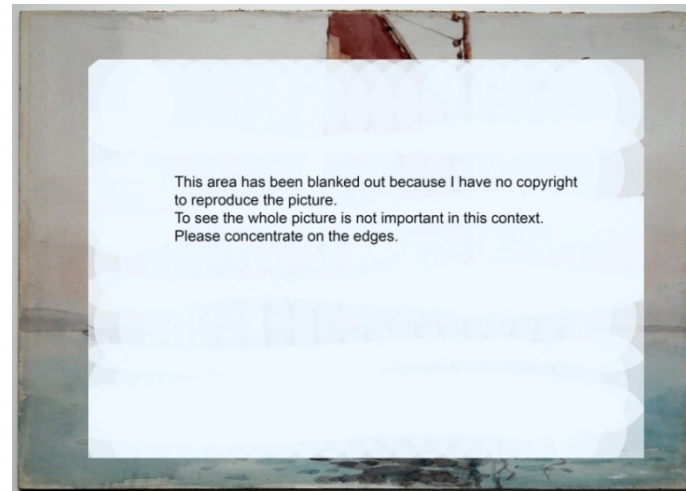 This area has been blanked out because I have no copyright
to reproduce the picture.
To see the whole picture is not important in this context.
Please concentrate on the edges.